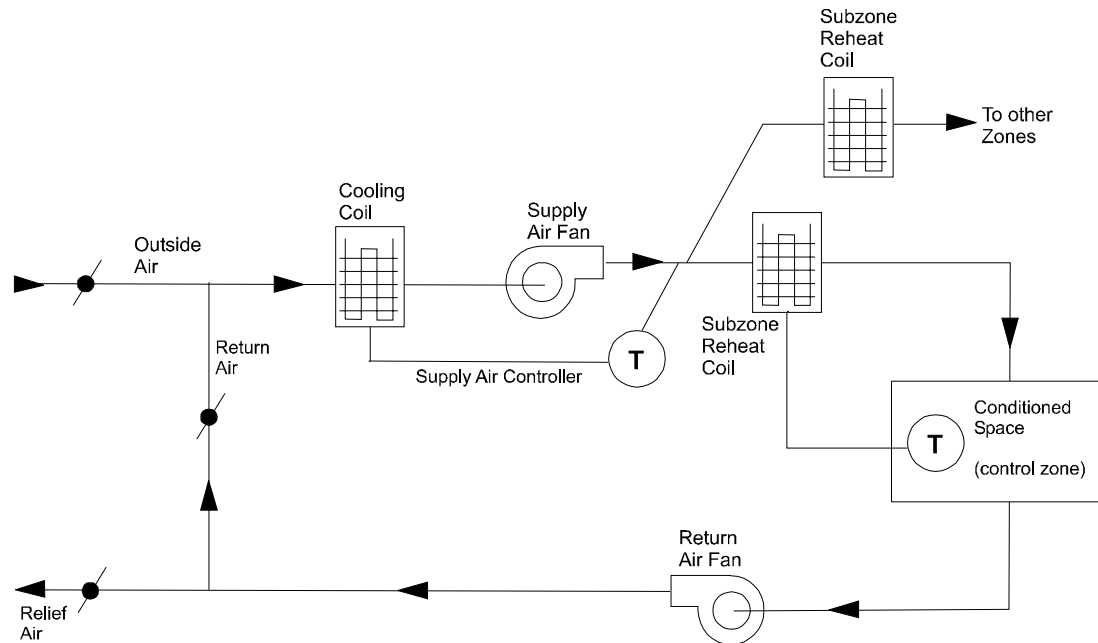 Subzone
Reheat
Coil
To other
Zones
Cooling
Coil
Supply
Air Fan
Outside
Air
Subzone
Reheat
Coil
Return
Air
T
Supply Air Controller
Conditioned
Space
T
(control zone)
Return
Air Fan
Relief
Air